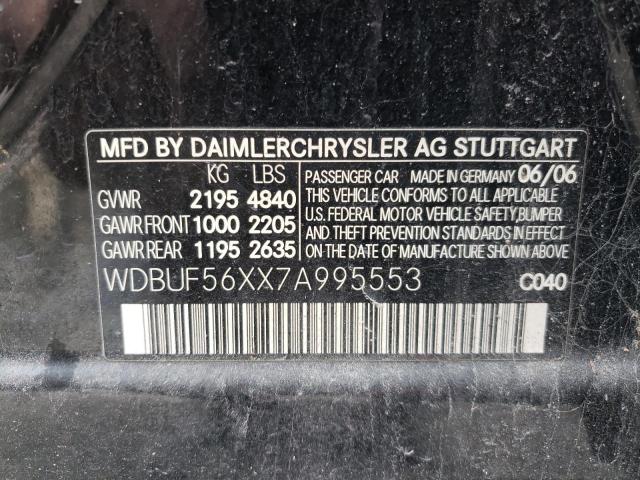 MFD BY DAIMLERCHRYSLER AG STUTTGART
KG LBS
GVWR 2195 4840
GAWR FRONT 1000 2205
GAWR REAR 1195 2635
PASSENGER CAR MADE IN GERMANY 06/06
THIS VEHICLE CONFORMS TO ALL APPLICABLE
U.S. FEDERAL MOTOR VEHICLE SAFETY,BUMPER
AND THEFT PREVENTION STANDARDS IN EFFECT
ON THE DATE OF MANUFACTURE SHOWN ABOVE.
WDBUF56XX7A995553 C040